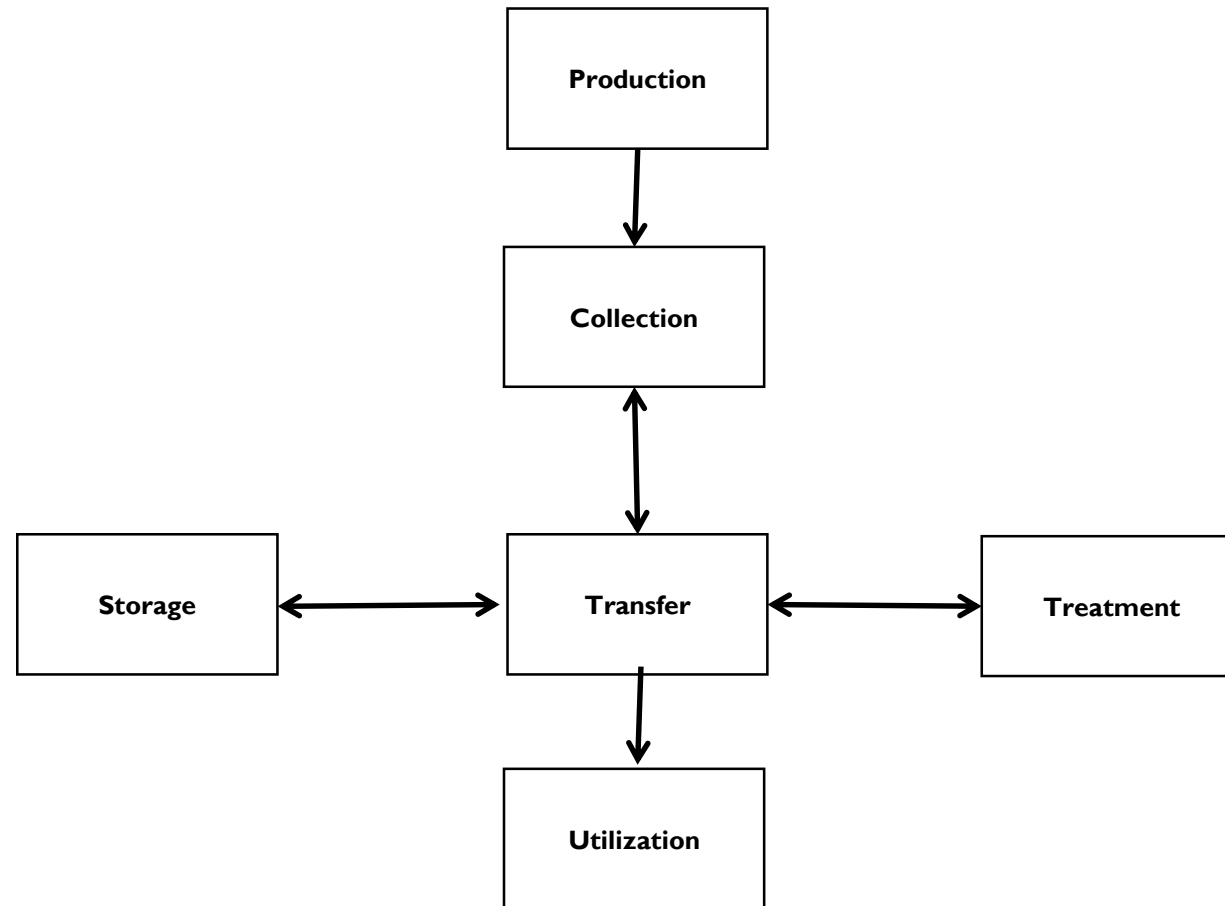 Production
Collection
Storage
Transfer
Treatment
Utilization